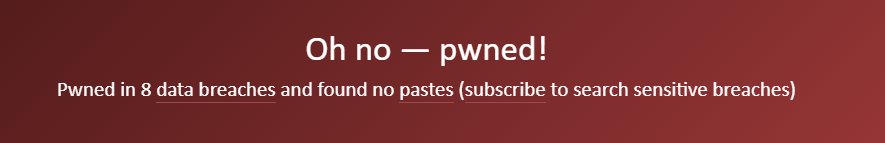 Oh no — pwned!
Pwned in 8 data breaches and found no pastes (subscribe to search sensitive breaches)